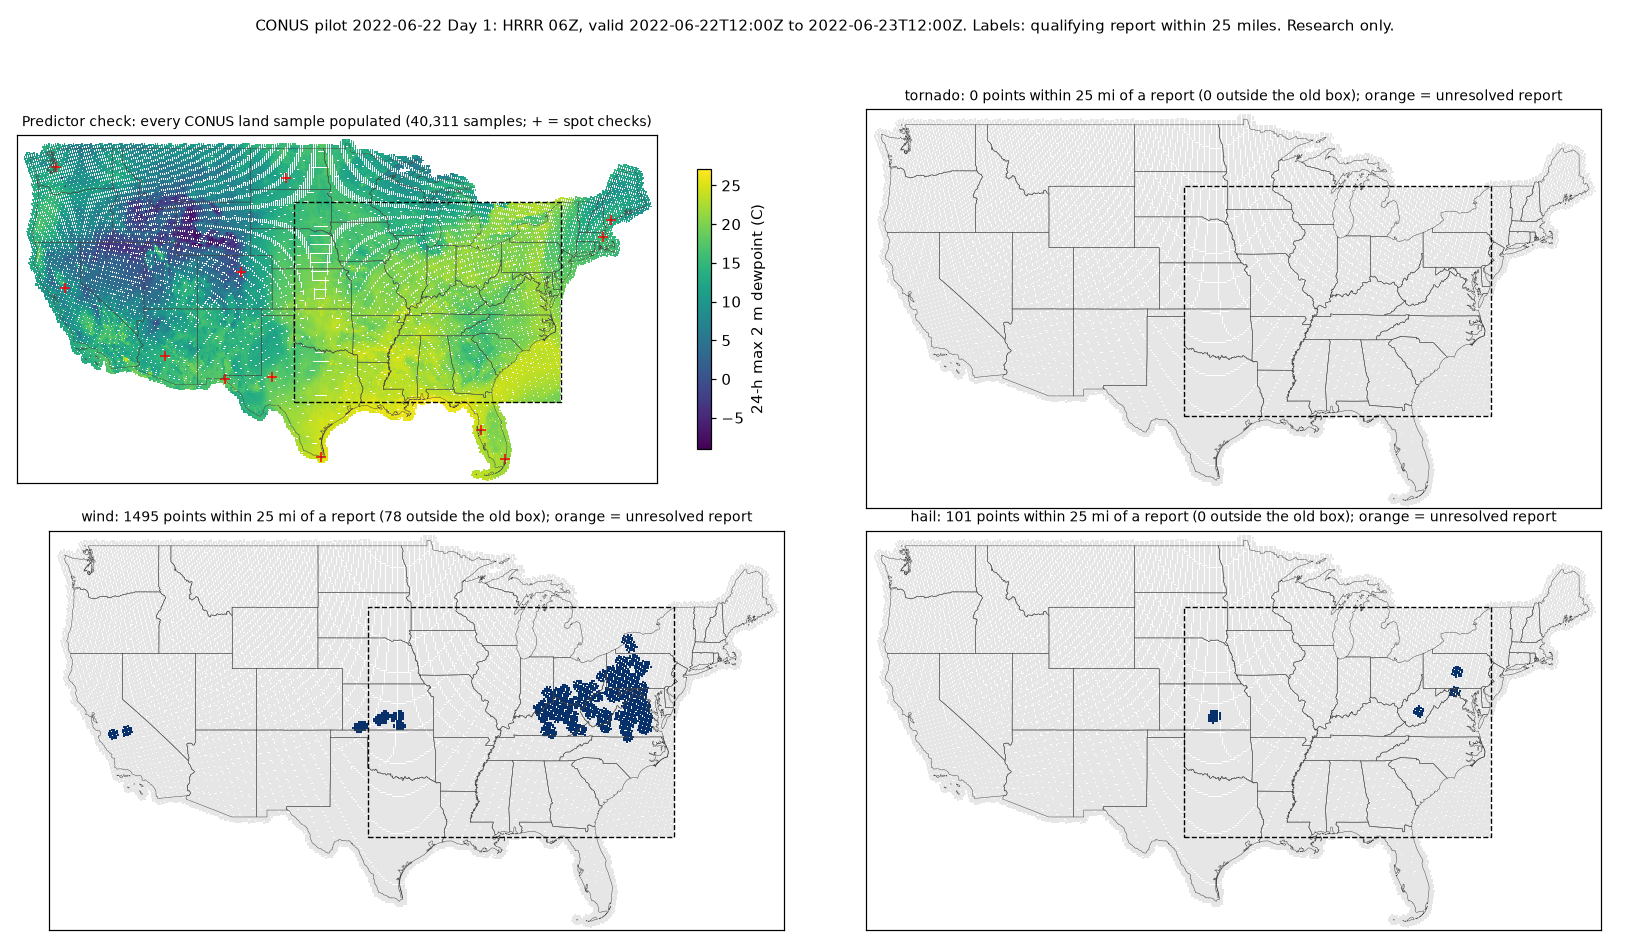 CONUS pilot 2022-06-22 Day 1: HRRR 06Z, valid 2022-06-22T12:00Z to 2022-06-23T12:00Z. Labels: qualifying report within 25 miles. Research only.
Predictor check: every CONUS land sample populated (40,311 samples; + = spot checks)
25
20
15
10
5
0
−5
24-h max 2 m dewpoint (C)
tornado: 0 points within 25 mi of a report (0 outside the old box); orange = unresolved report
wind: 1495 points within 25 mi of a report (78 outside the old box); orange = unresolved report
hail: 101 points within 25 mi of a report (0 outside the old box); orange = unresolved report